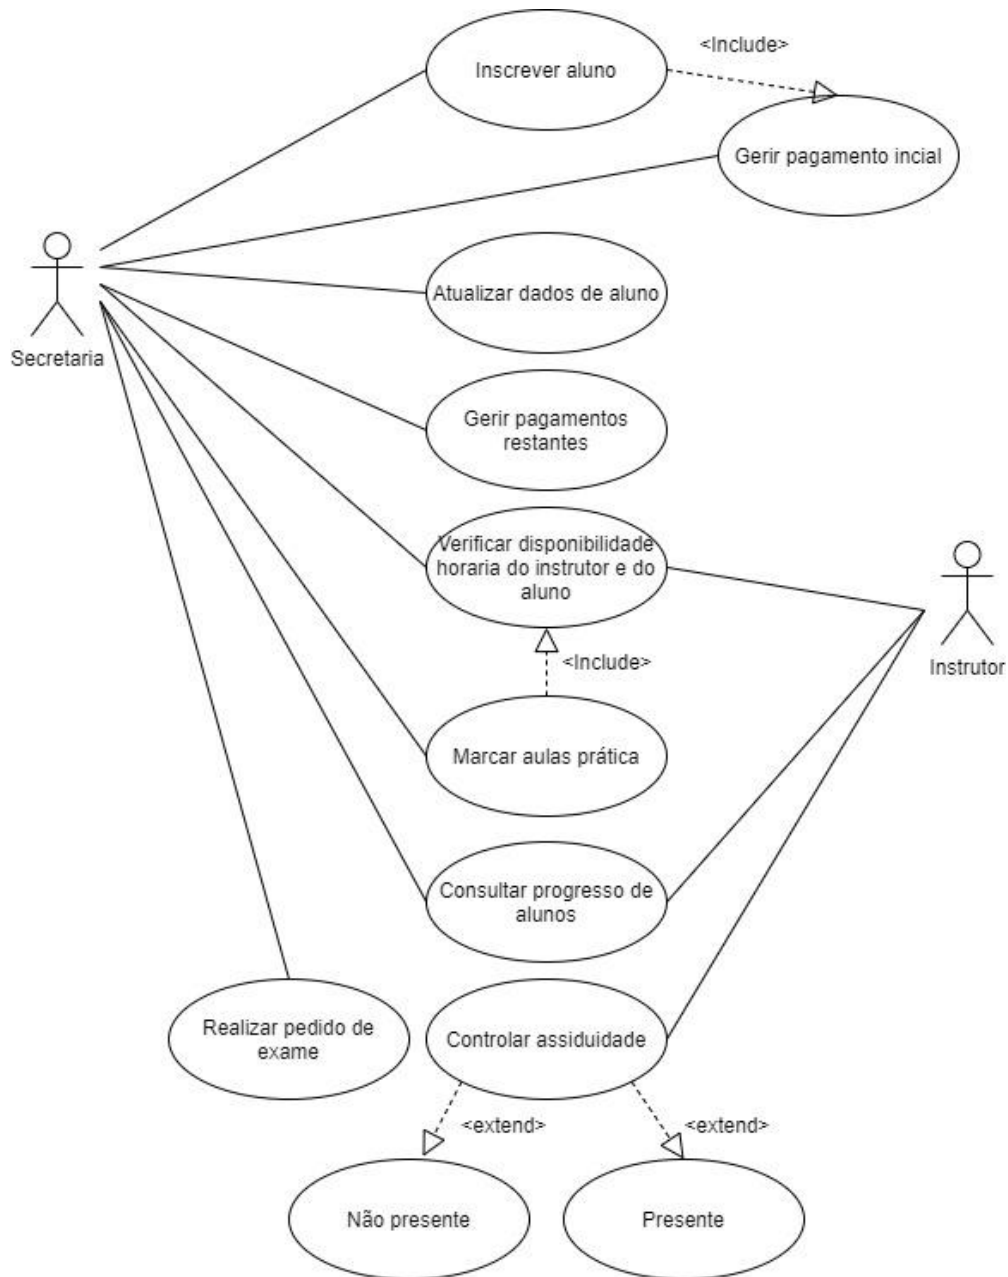 <Include>
Inscrever aluno
Gerir pagamento incial
Atualizar dados de aluno
Secretaria
Gerir pagamentos
restantes
Verificar disponibilidade
horaria do instrutor e do
aluno
<Include>
Instrutor
Marcar aulas prática
Consultar progresso de
alunos
Realizar pedido de
exame
Controlar assiduidade
<extend>
<extend>
Não presente
Presente